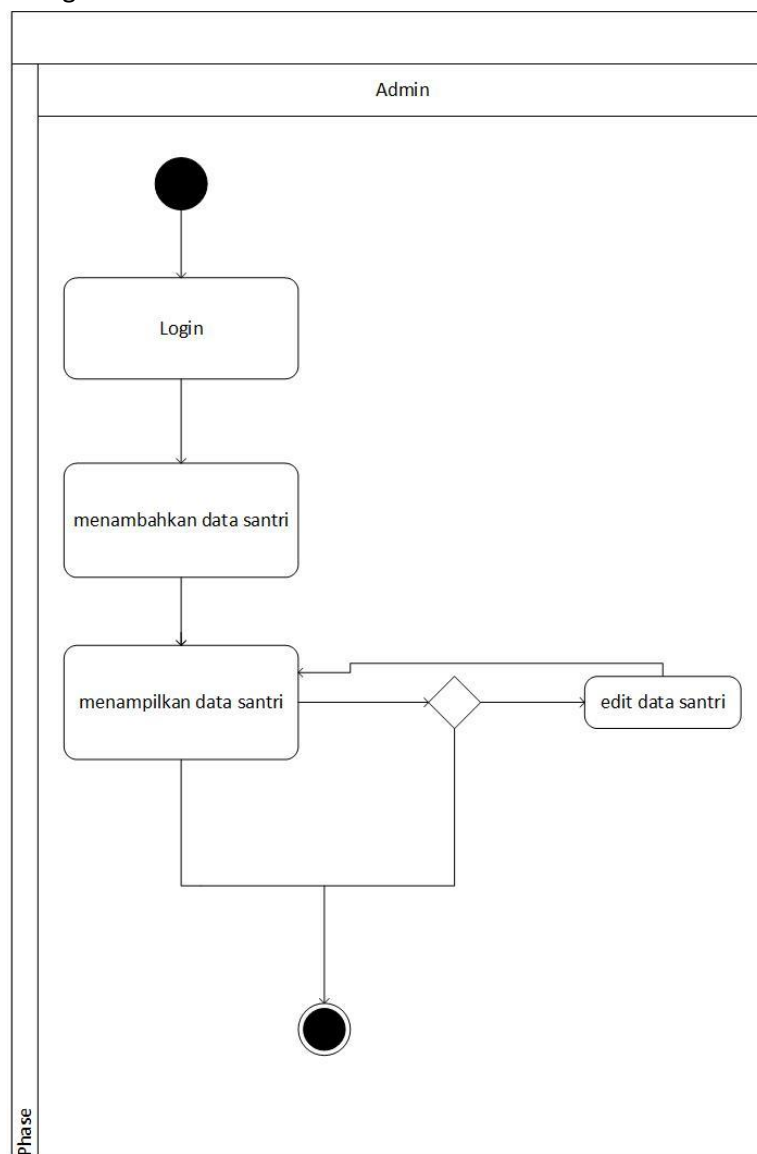 Admin
Login
menambahkan data santri
menampilkan data santri
edit data santri
Phase